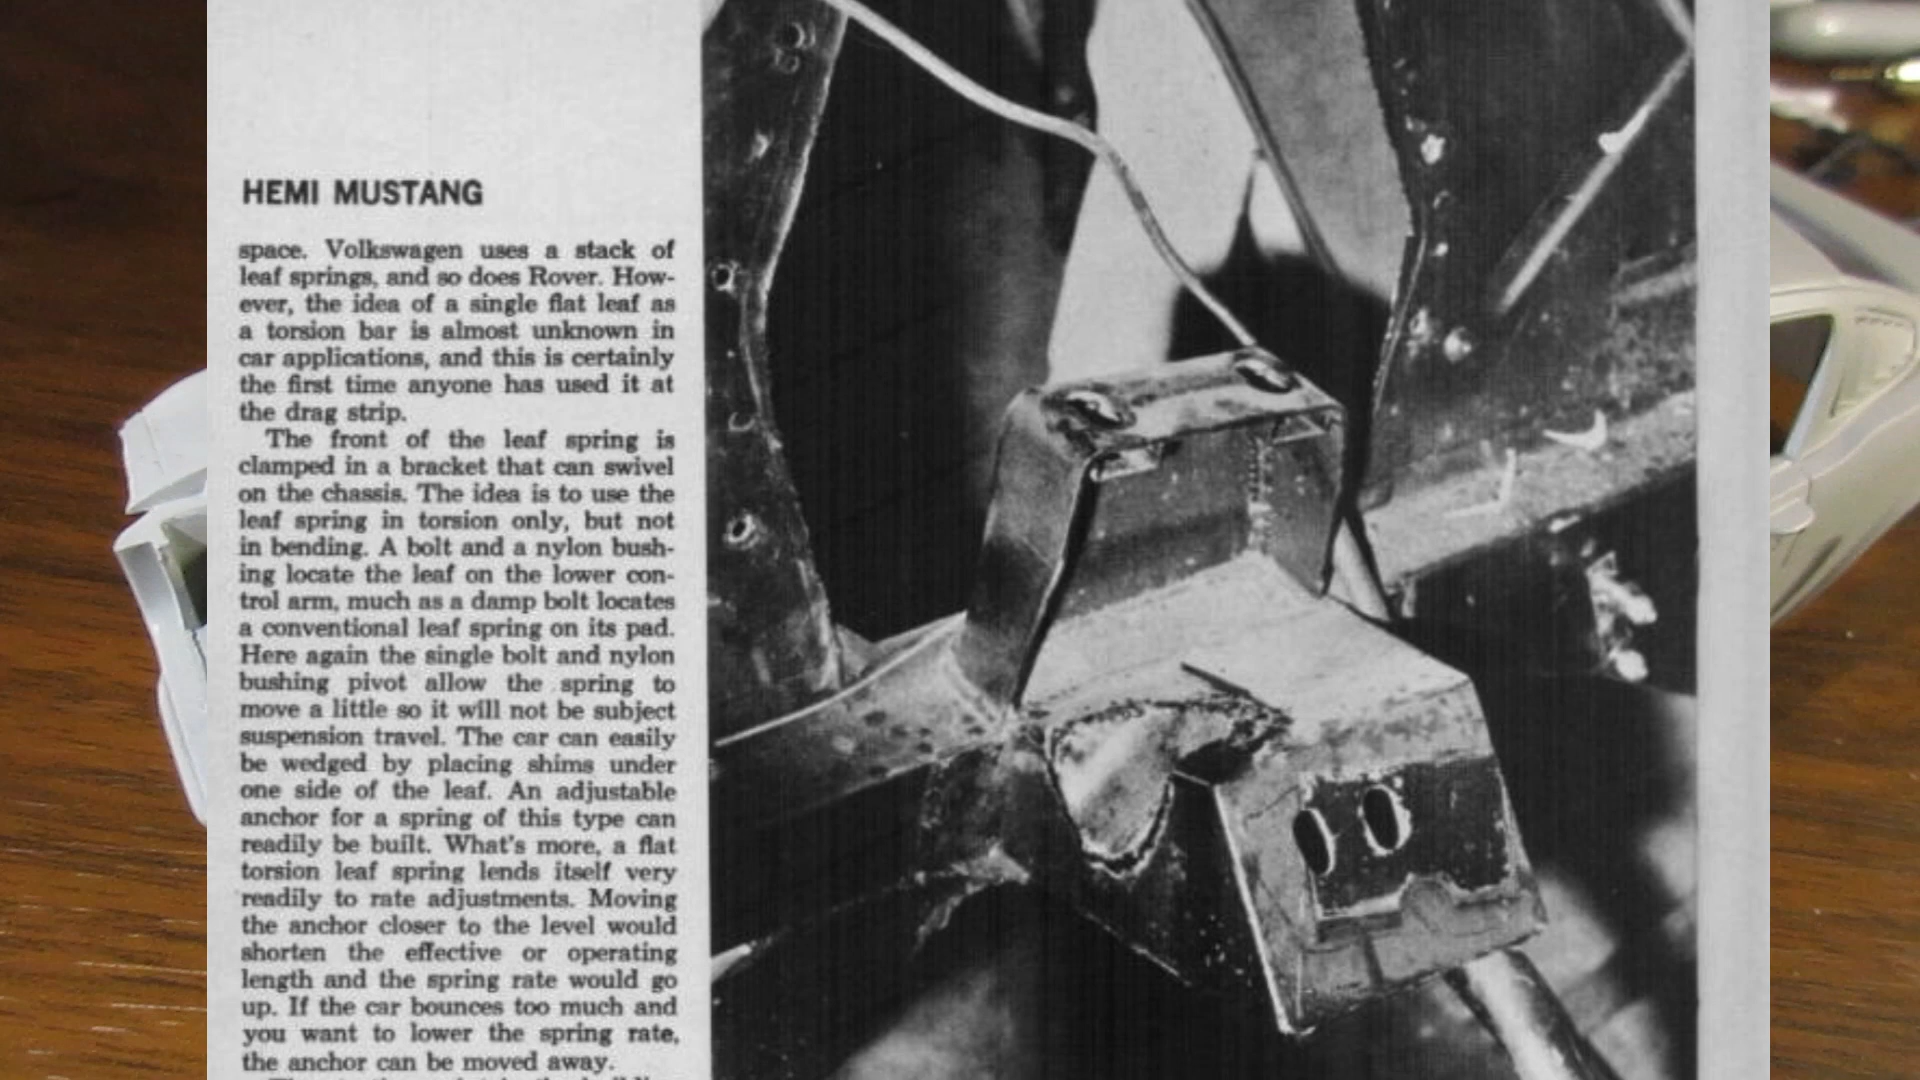 HEMI MUSTANG
space. Volkswagen uses a stack of
leaf springs, and so does Rover. How-
ever, the idea of a single flat leaf as
a torsion bar is almost unknown in
car applications, and this is certainly
the first time anyone has used it at
the drag strip.
The front of the leaf spring is
clamped in a bracket that can swivel
on the chassis. The idea is to use the
leaf spring in torsion only, but not
in bending. A bolt and a nylon bush-
ing locate the leaf on the lower con-
trol arm, much as a damp bolt locates
a conventional leaf spring on its pad.
Here again the single bolt and nylon
bushing pivot allow the spring to
move a little so it will not be subject
suspension travel. The car can easily
be wedged by placing shims under
one side of the leaf. An adjustable
anchor for a spring of this type can
readily be built. What's more, a flat
torsion leaf spring lends itself very
readily to rate adjustments. Moving
the anchor closer to the level would
shorten the effective or operating
length and the spring rate would go
up. If the car bounces too much and
you want to lower the spring rate,
the anchor can be moved away.